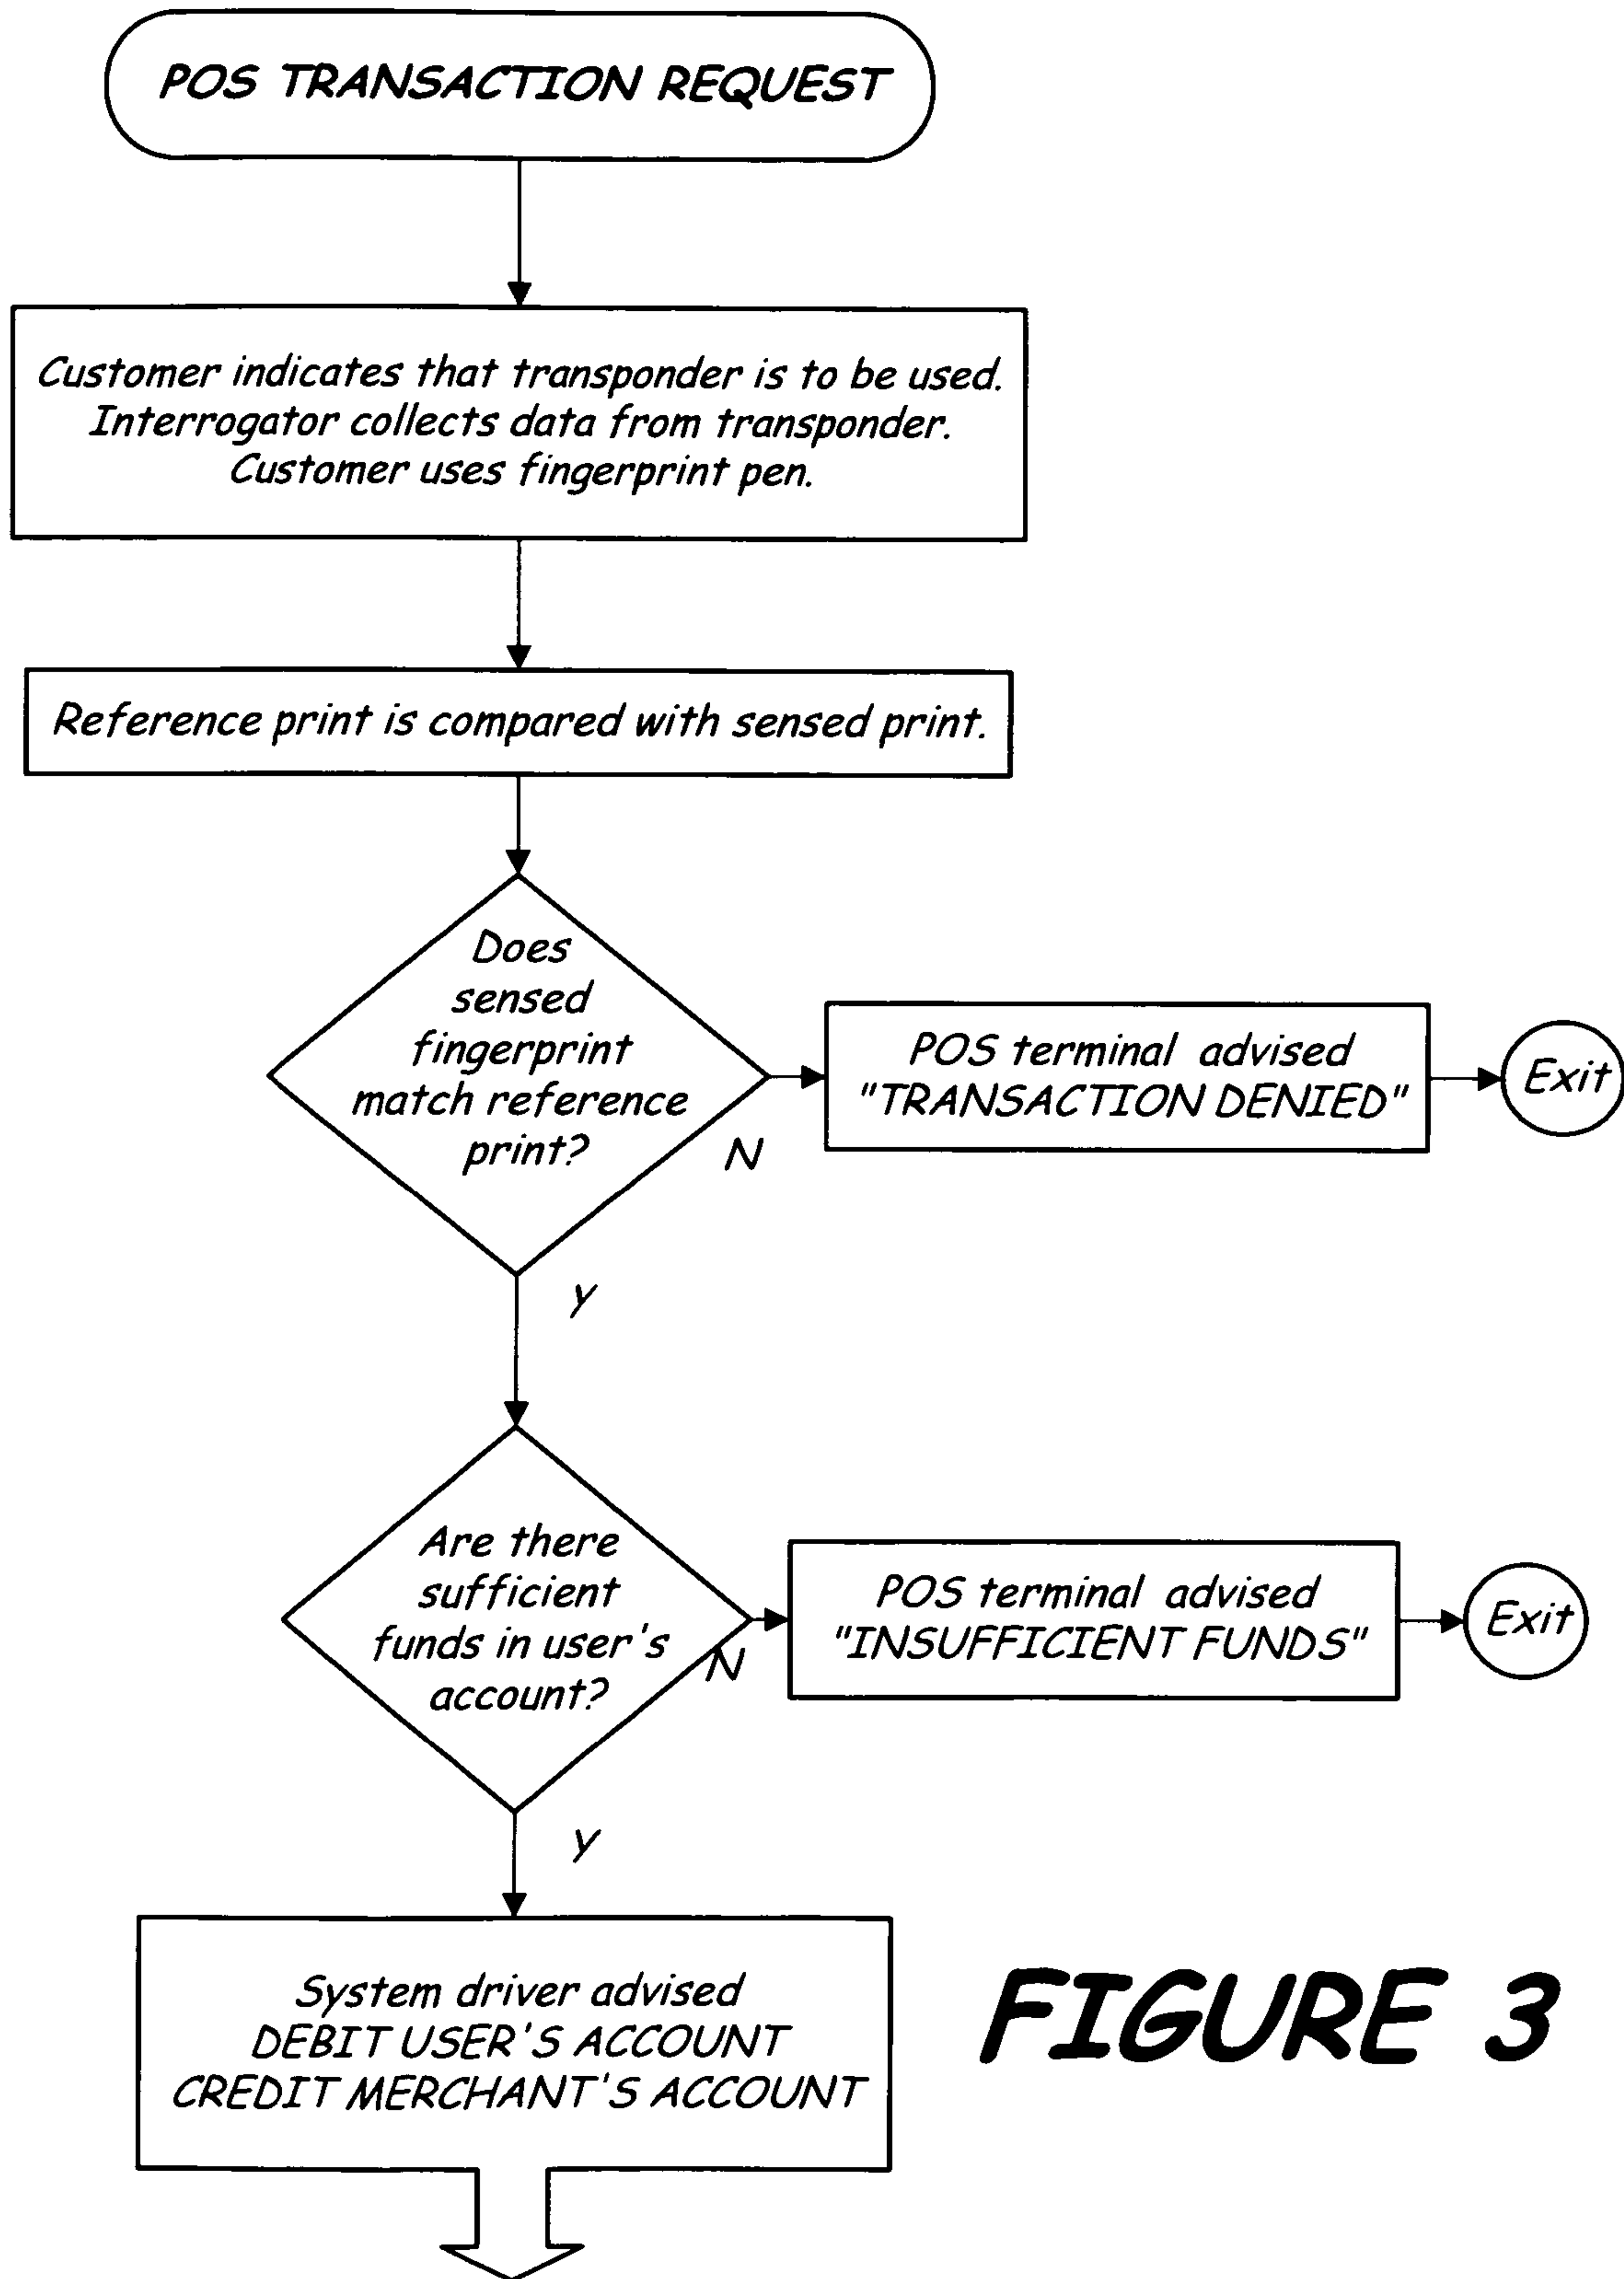 POS TRANSACTION REQUEST
Customer indicates that transponder is to be used.
Interrogator collects data from transponder.
Customer uses fingerprint pen.
Reference print is compared with sensed print.
Does
sensed
fingerprint
match reference
print?
N
POS terminal advised
"TRANSACTION DENIED"
Exit
Y
Are there
sufficient
funds in user's
account?
N
POS terminal advised
"INSUFFICIENT FUNDS"
Exit
Y
System driver advised
DEBIT USER'S ACCOUNT
CREDIT MERCHANT'S ACCOUNT
FIGURE 3